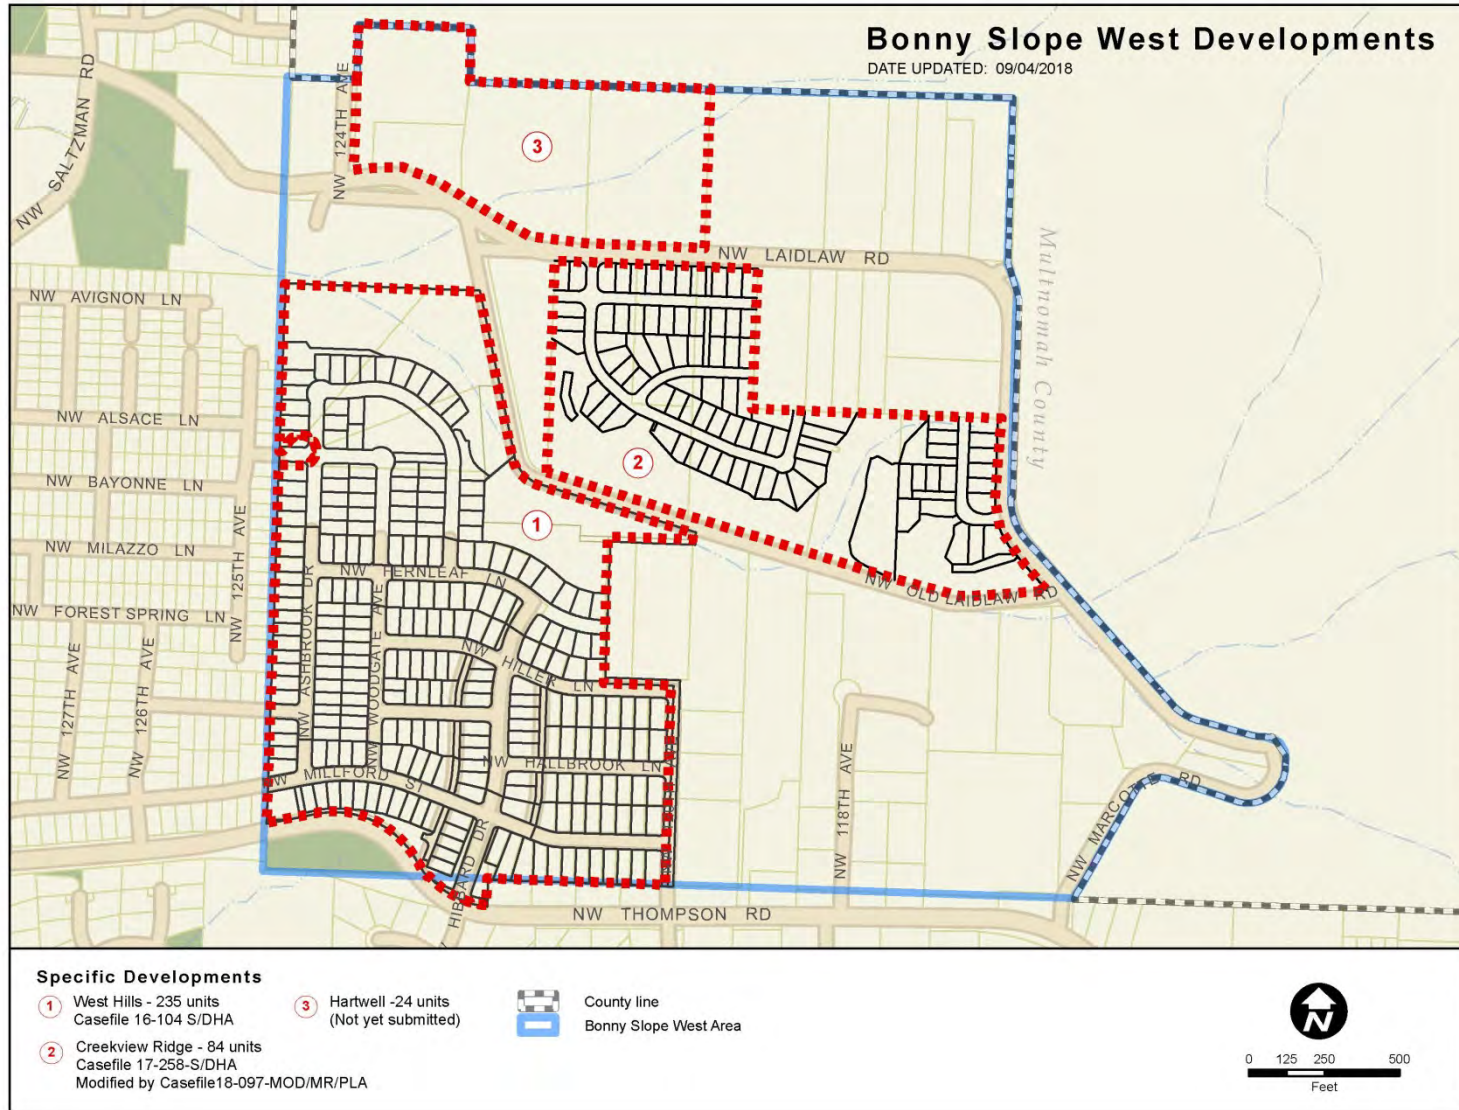 Bonny Slope West Developments
DATE UPDATED: 09/04/2018
NW SALTZMAN RD
NW 124TH AVE
3
NW LAIDLAW RD
Multnomah County
NW AVIGNON LN
NW ALSACE LN
NW BAYONNE LN
NW MILAZZO LN
NW FOREST SPRING LN
NW 125TH AVE
NW 126TH AVE
NW 127TH AVE
2
1
NW OLD LAIDLAW RD
NW FERNLEAF LN
NW ASHBROOK DR
NW WOODGATE AVE
NW HILLER LN
NW HALLBROOK LN
NW MILLFORD ST
HIBBARD DR
NW 118TH AVE
NW MARCOTTE RD
NW THOMPSON RD
Specific Developments
1 West Hills - 235 units
Casefile 16-104 S/DHA
2 Creekview Ridge - 84 units
Casefile 17-258-S/DHA
Modified by Casefile18-097-MOD/MR/PLA
3 Hartwell -24 units
(Not yet submitted)
County line
Bonny Slope West Area
N
0 125 250 500
Feet